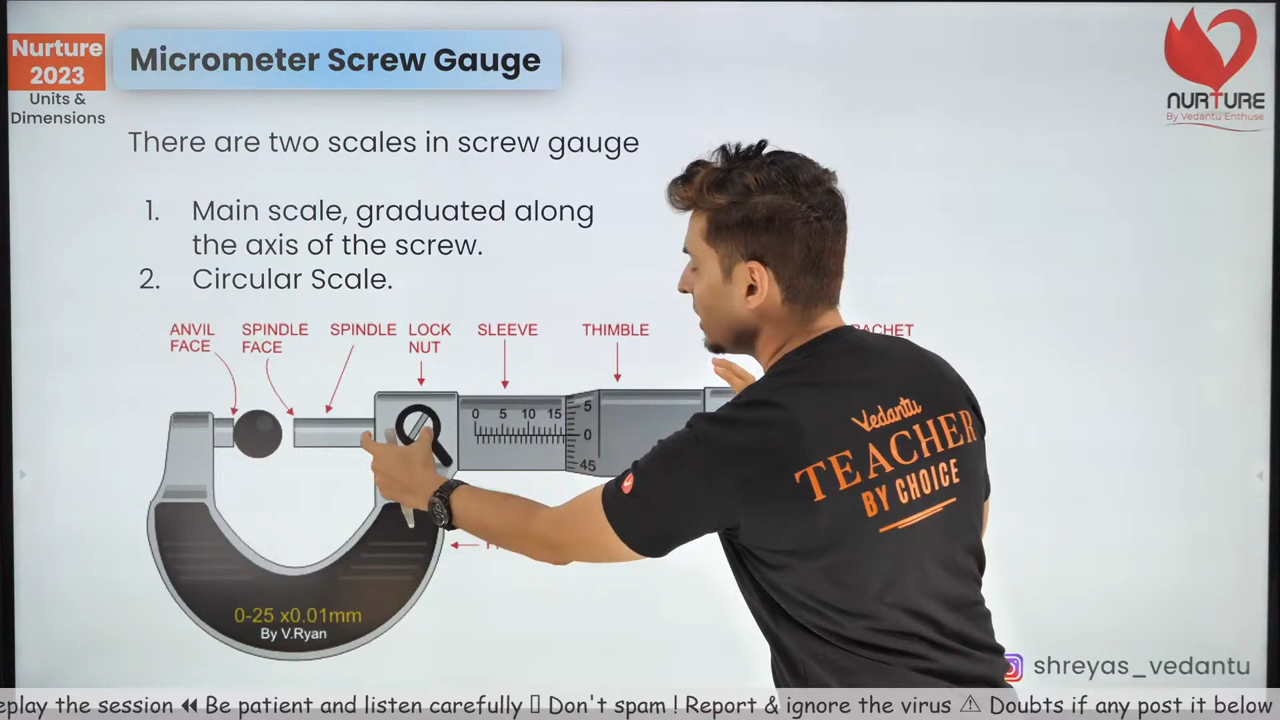 Nurture
2023
Units &
Dimensions
Micrometer Screw Gauge
NURTURE
By Vedantu Enthuse
There are two scales in screw gauge
1. Main scale, graduated along
the axis of the screw.
2. Circular Scale.
ANVIL
FACE
SPINDLE
FACE
SPINDLE
LOCK
NUT
SLEEVE
THIMBLE
0 5 10 15
5
0
45
0-25 x0.01mm
By V.Ryan
Vedantu
TEACHER
BY CHOICE
shreyas_vedantu
eplay the session ⏪ Be patient and listen carefully ▯ Don't spam ! Report & ignore the virus ⚠ Doubts if any post it below